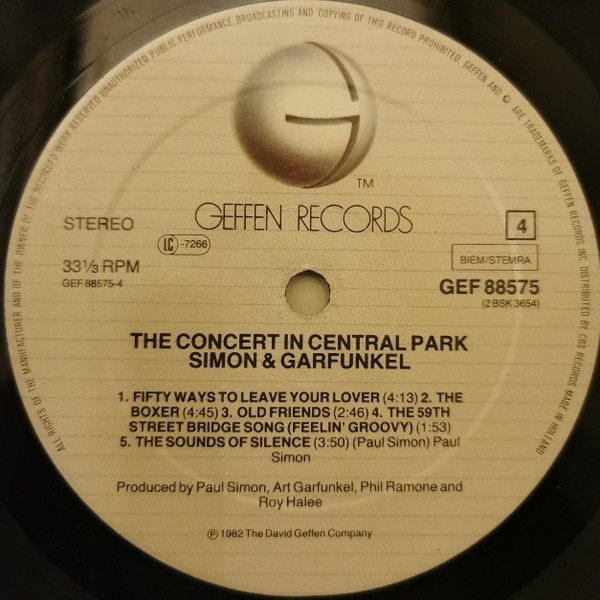 ALL RIGHTS OF THE MANUFACTURER AND OF THE OWNER OF THE RECORDED WORK RESERVED UNAUTHORIZED PUBLIC PERFORMANCE, BROADCASTING AND COPYING OF THIS RECORD PROHIBITED. GEFFEN AND G ARE TRADEMARKS OF GEFFEN RECORDS INC. DISTRIBUTED BY CBS RECORDS MADE IN HOLLAND
TM
GEFFEN RECORDS
STEREO
LC -7266
4
33⅓ RPM
BIEM/STEMRA
GEF 88575-4
GEF 88575
(2 BSK 3654)
THE CONCERT IN CENTRAL PARK
SIMON & GARFUNKEL
1. FIFTY WAYS TO LEAVE YOUR LOVER (4:13) 2. THE
BOXER (4:45) 3. OLD FRIENDS (2:46) 4. THE 59TH
STREET BRIDGE SONG (FEELIN' GROOVY) (1:53)
5. THE SOUNDS OF SILENCE (3:50) (Paul Simon) Paul
Simon
Produced by Paul Simon, Art Garfunkel, Phil Ramone and
Roy Halee
℗ 1982 The David Geffen Company